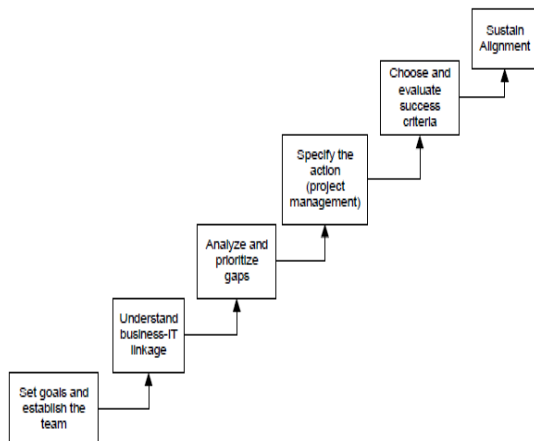 Sustain
Alignment
Choose and
evaluate
success
criteria
Specify the
action
(project
management)
Analyze and
prioritize
gaps
Understand
business-IT
linkage
Set goals and
establish the
team